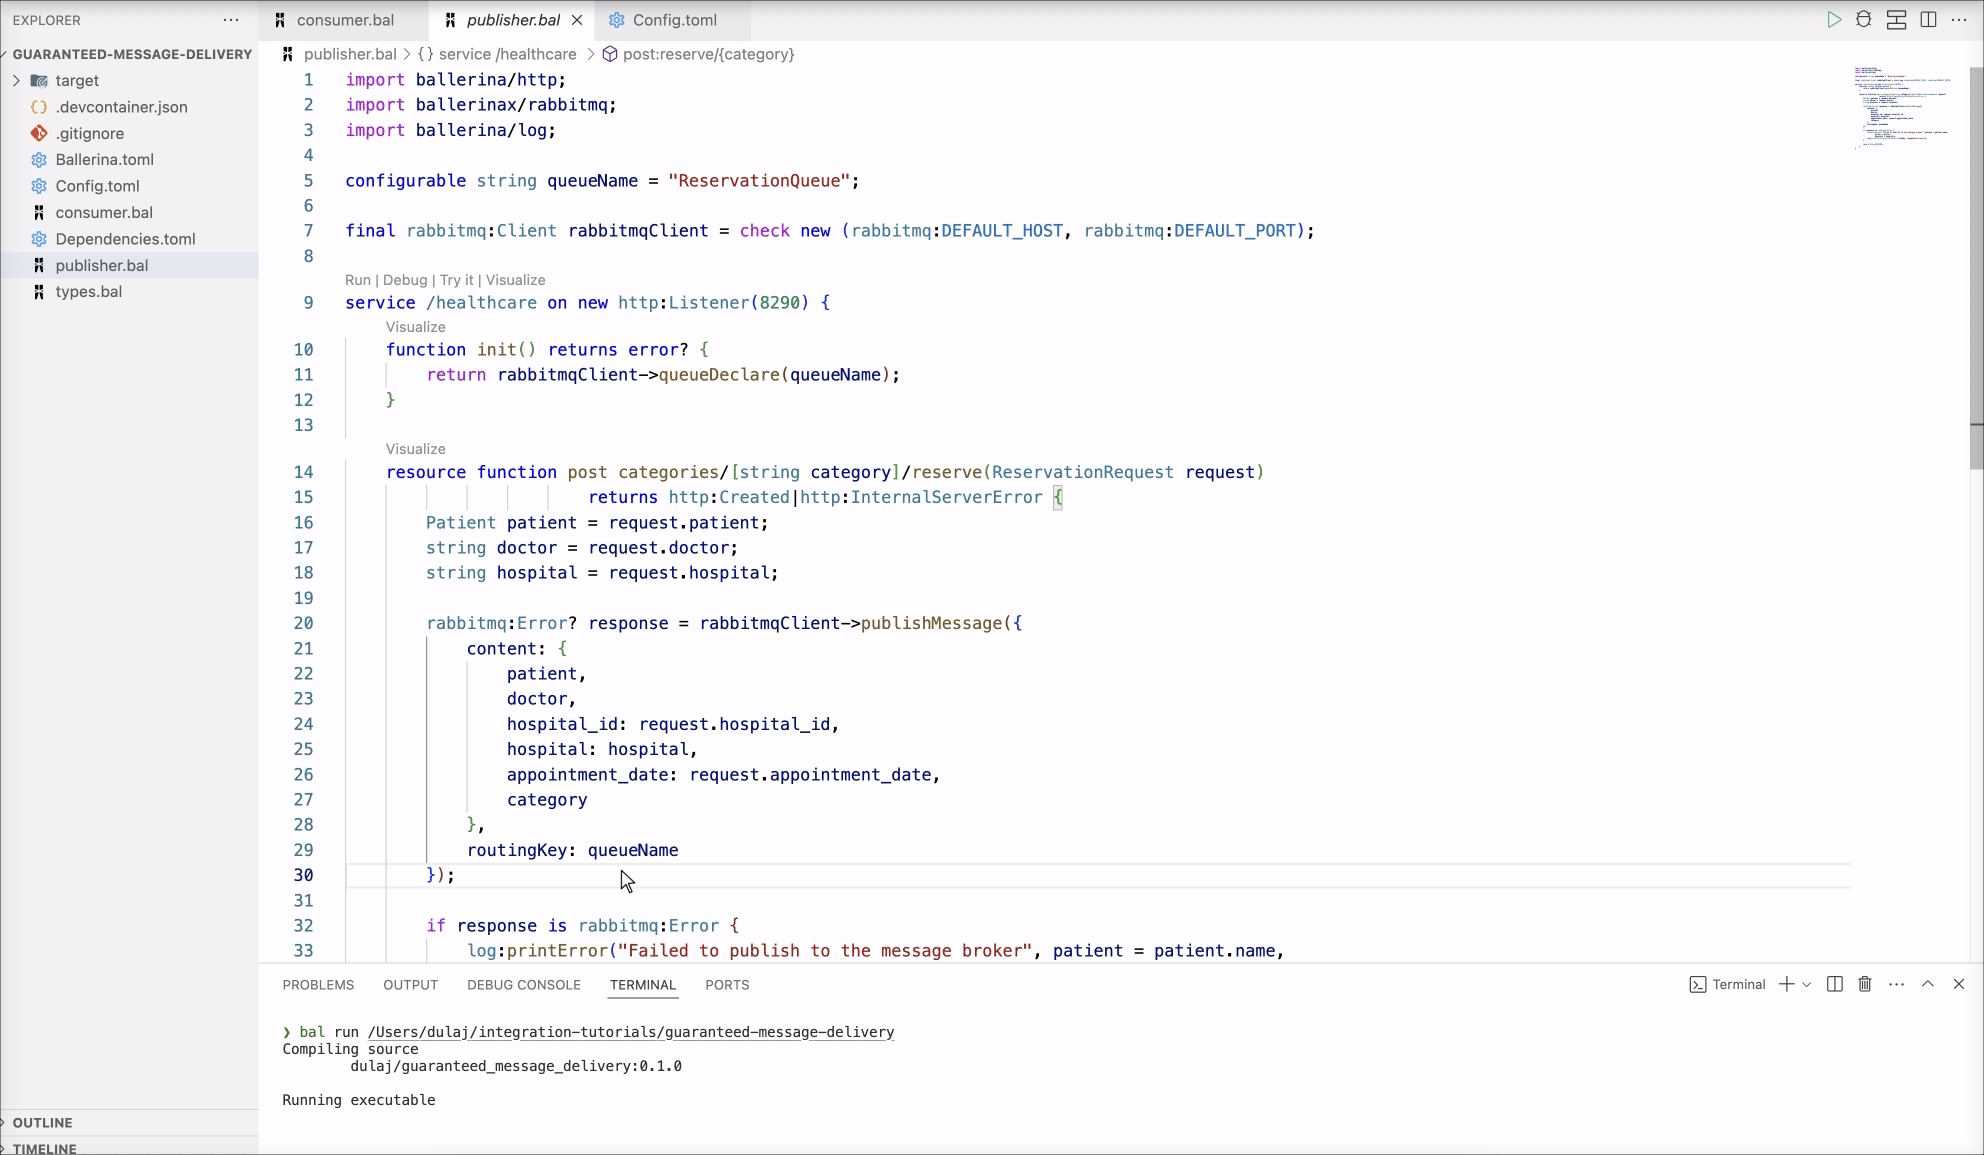 EXPLORER
GUARANTEED-MESSAGE-DELIVERY
target
.devcontainer.json
.gitignore
Ballerina.toml
Config.toml
consumer.bal
Dependencies.toml
publisher.bal
types.bal
OUTLINE
TIMELINE
consumer.bal publisher.bal Config.toml
publisher.bal > {} service /healthcare > post:reserve/{category}
1 import ballerina/http;
2 import ballerinax/rabbitmq;
3 import ballerina/log;
4
5 configurable string queueName = "ReservationQueue";
6
7 final rabbitmq:Client rabbitmqClient = check new (rabbitmq:DEFAULT_HOST, rabbitmq:DEFAULT_PORT);
8
Run | Debug | Try it | Visualize
9 service /healthcare on new http:Listener(8290) {
Visualize
10 function init() returns error? {
11 return rabbitmqClient->queueDeclare(queueName);
12 }
13
Visualize
14 resource function post categories/[string category]/reserve(ReservationRequest request)
15 returns http:Created|http:InternalServerError {
16 Patient patient = request.patient;
17 string doctor = request.doctor;
18 string hospital = request.hospital;
19
20 rabbitmq:Error? response = rabbitmqClient->publishMessage({
21 content: {
22 patient,
23 doctor,
24 hospital_id: request.hospital_id,
25 hospital: hospital,
26 appointment_date: request.appointment_date,
27 category
28 },
29 routingKey: queueName
30 });
31
32 if response is rabbitmq:Error {
33 log:printError("Failed to publish to the message broker", patient = patient.name,
PROBLEMS OUTPUT DEBUG CONSOLE TERMINAL PORTS
Terminal
❯ bal run /Users/dulaj/integration-tutorials/guaranteed-message-delivery
Compiling source
dulaj/guaranteed_message_delivery:0.1.0
Running executable